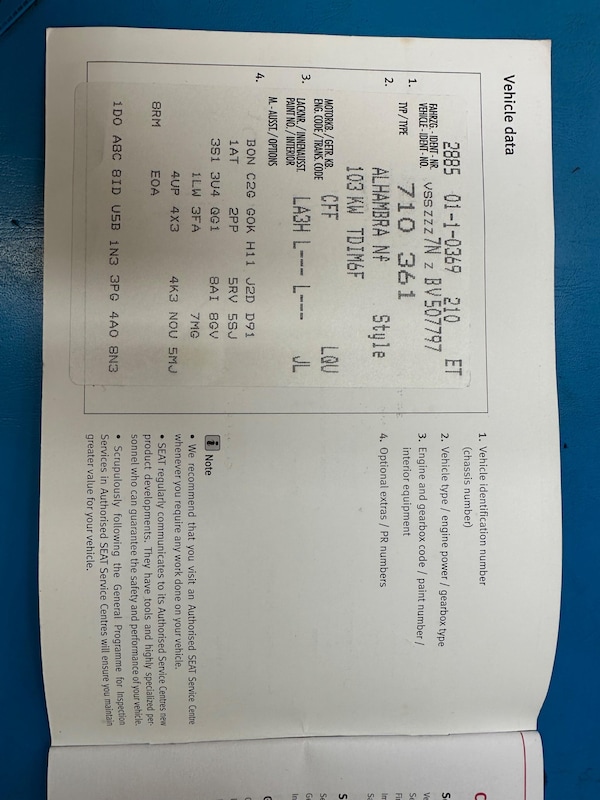 Vehicle data
2885 01-1-0369 210 ET
1. FAHRZG.-IDENT-NR. VSSZZZ7N Z BV507797
VEHICLE-IDENT-NO.
TYP / TYPE 710 361
2. ALHAMBRA Nf Style
103 KW TDIM6F
3. MOTORKB. / GETR. KB. CFF LQU
ENG. CODE / TRANS. CODE
LACKNR. / INNENAUSST. LA3H L--- L--- JL
PAINT NO. / INTERIOR
4. M.-AUSST. / OPTIONS
B0N C2G G0K H11 J2D D91
1AT 2PP 5RV 5SJ
3S1 3U4 QG1 8AI 8GV
1LW 3FA 7MG
4UP 4X3 4K3 N0U 5MJ
E0A
8RM
1D0 A8C 8ID U5B 1N3 3PG 4A0 8N3
1. Vehicle identification number
(chassis number)
2. Vehicle type / engine power / gearbox type
3. Engine and gearbox code / paint number /
interior equipment
4. Optional extras / PR numbers
i Note
• We recommend that you visit an Authorised SEAT Service Centre
whenever you require any work done on your vehicle.
• SEAT regularly communicates to its Authorised Service Centres new
product developments. They have tools and highly specialized per-
sonnel who can guarantee the safety and performance of your vehicle.
• Scrupulously following the General Programme for Inspection
Services in Authorised SEAT Service Centres will ensure you maintain
greater value for your vehicle.